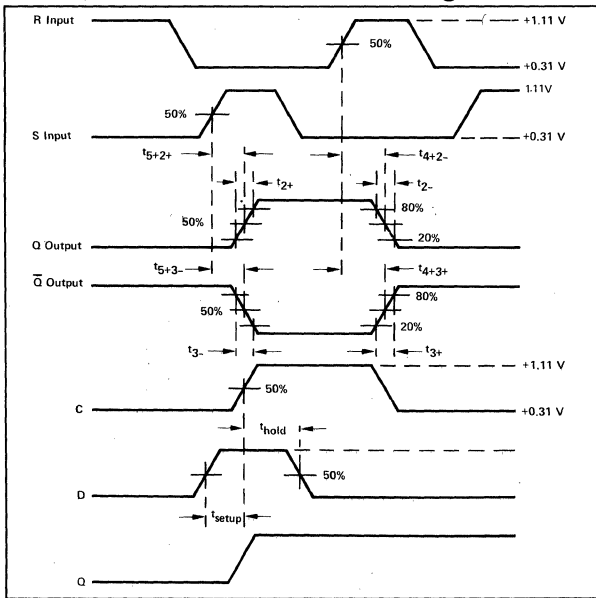 R Input
+1.11 V
50%
+0.31 V
1.11V
50%
S Input
+0.31 V
t5+2+
t4+2-
t2+
t2-
80%
50%
20%
Q Output
t5+3-
t4+3+
Q̅ Output
80%
50%
20%
t3-
t3+
+1.11 V
50%
C
+0.31 V
thold
50%
D
tsetup
Q